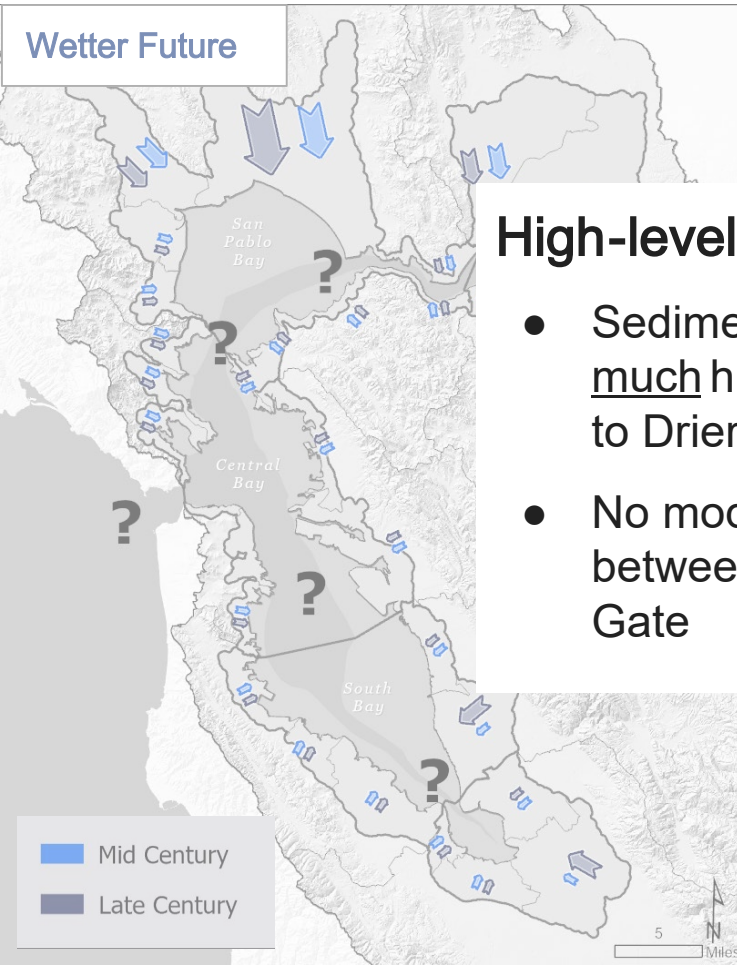 Wetter Future
San
Pablo
Bay
?
?
Central
Bay
?
?
South
Bay
?
Mid Century
Late Century
5
N
Miles
High-level
● Sedime
much h
to Drier
● No mod
betwee
Gate